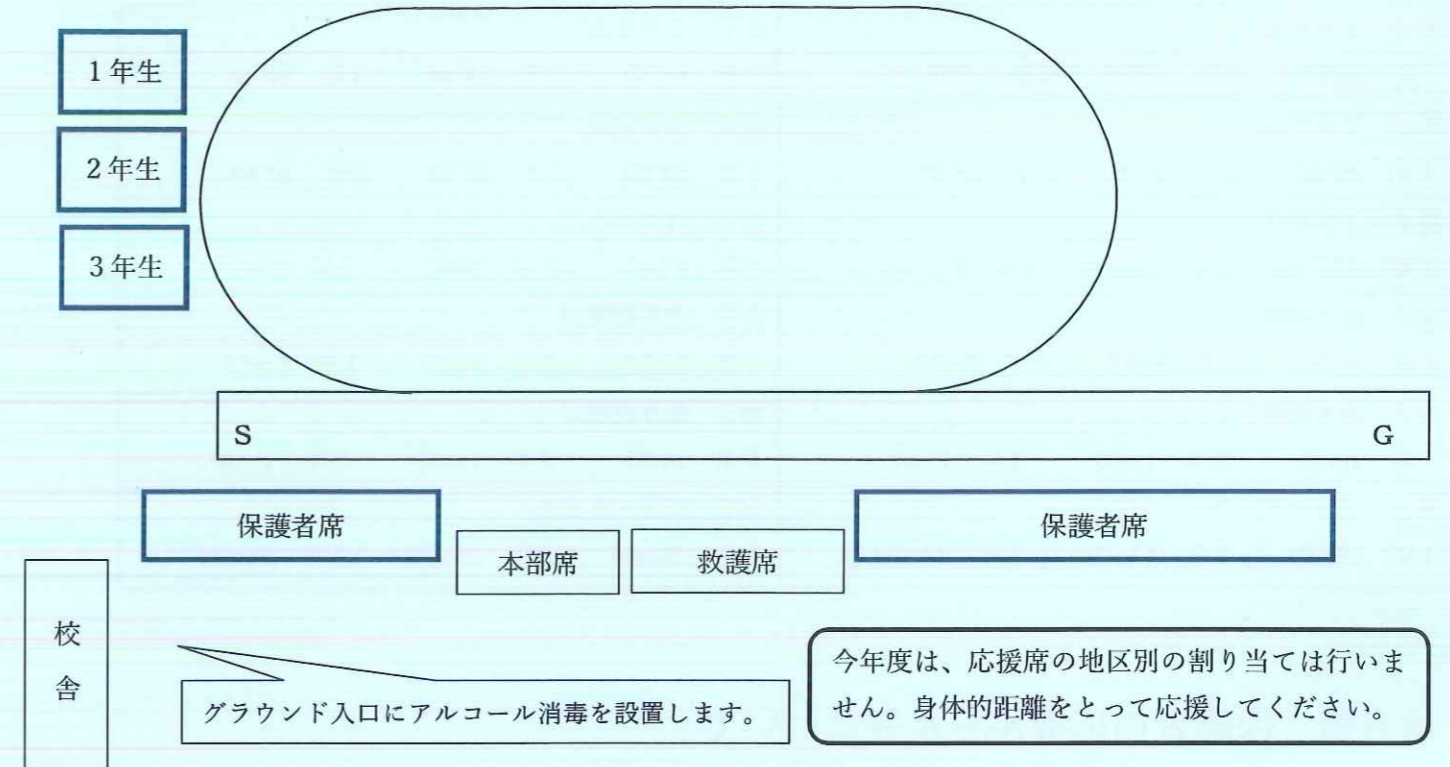 1年生
2年生
3年生
S
G
保護者席
保護者席
本部席
救護席
校
舎
グラウンド入口にアルコール消毒を設置します。
今年度は、応援席の地区別の割り当ては行いま
せん。身体的距離をとって応援してください。